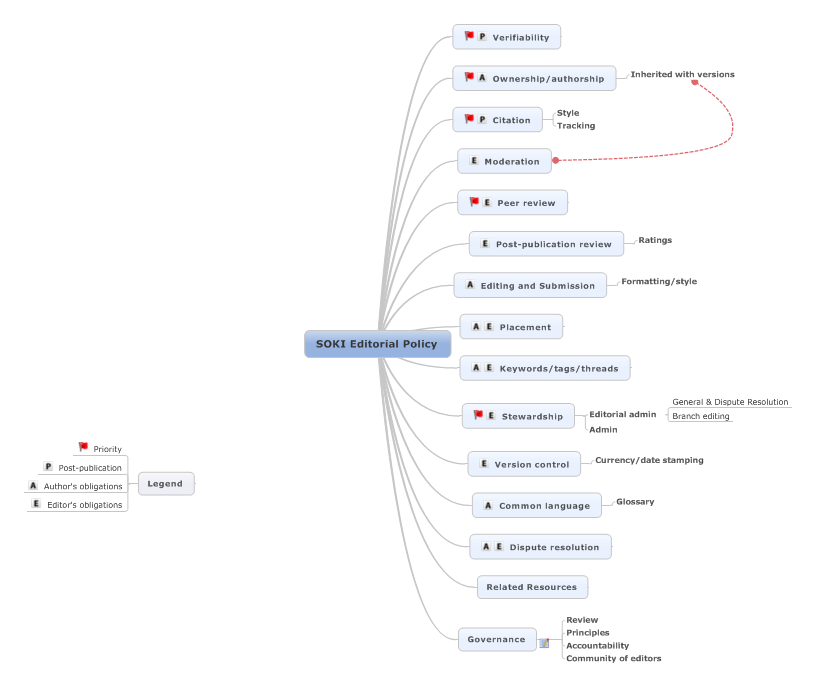 P Verifiability
A Ownership/authorship
Inherited with versions
P Citation
Style
Tracking
E Moderation
E Peer review
E Post-publication review
Ratings
A Editing and Submission
Formatting/style
A E Placement
SOKI Editorial Policy
A E Keywords/tags/threads
E Stewardship
Editorial admin
General & Dispute Resolution
Branch editing
Admin
Priority
P Post-publication
A Author's obligations
E Editor's obligations
Legend
E Version control
Currency/date stamping
A Common language
Glossary
A E Dispute resolution
Related Resources
Governance
Review
Principles
Accountability
Community of editors